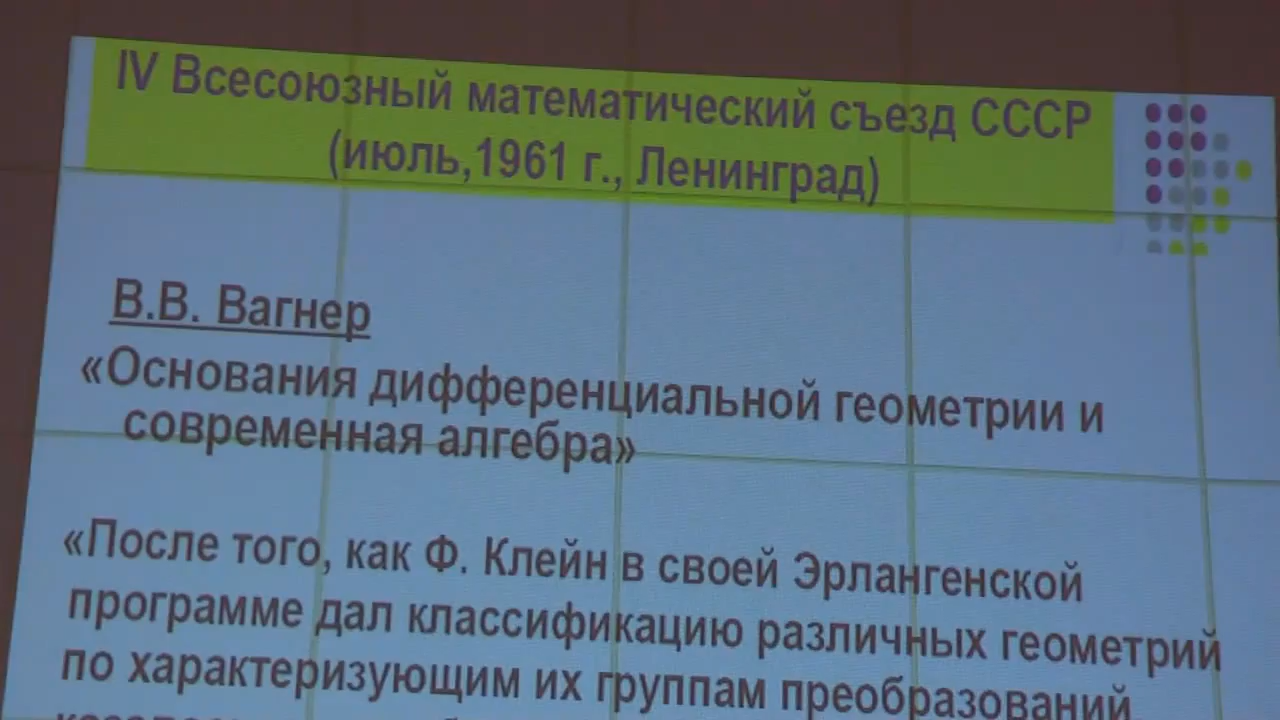 IV Всесоюзный математический съезд СССР
(июль,1961 г., Ленинград)
В.В. Вагнер
«Основания дифференциальной геометрии и
современная алгебра»
«После того, как Ф. Клейн в своей Эрлангенской
программе дал классификацию различных геометрий
по характеризующим их группам преобразований